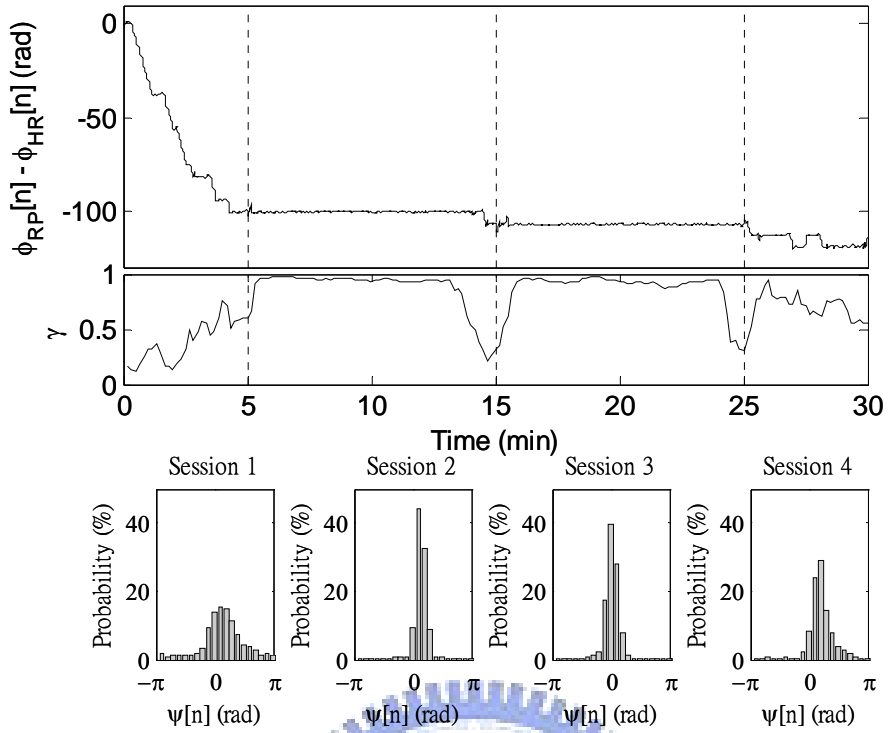 0
-50
-100
ϕRP[n] - ϕHR[n] (rad)
1
0.5
0
γ
0 5 10 15 20 25 30
Time (min)
Session 1 Session 2 Session 3 Session 4
Probability (%) Probability (%) Probability (%) Probability (%)
40 40 40 40
20 20 20 20
0 0 0 0
−π 0 π −π 0 π −π 0 π −π 0 π
ψ[n] (rad) ψ[n] (rad) ψ[n] (rad) ψ[n] (rad)